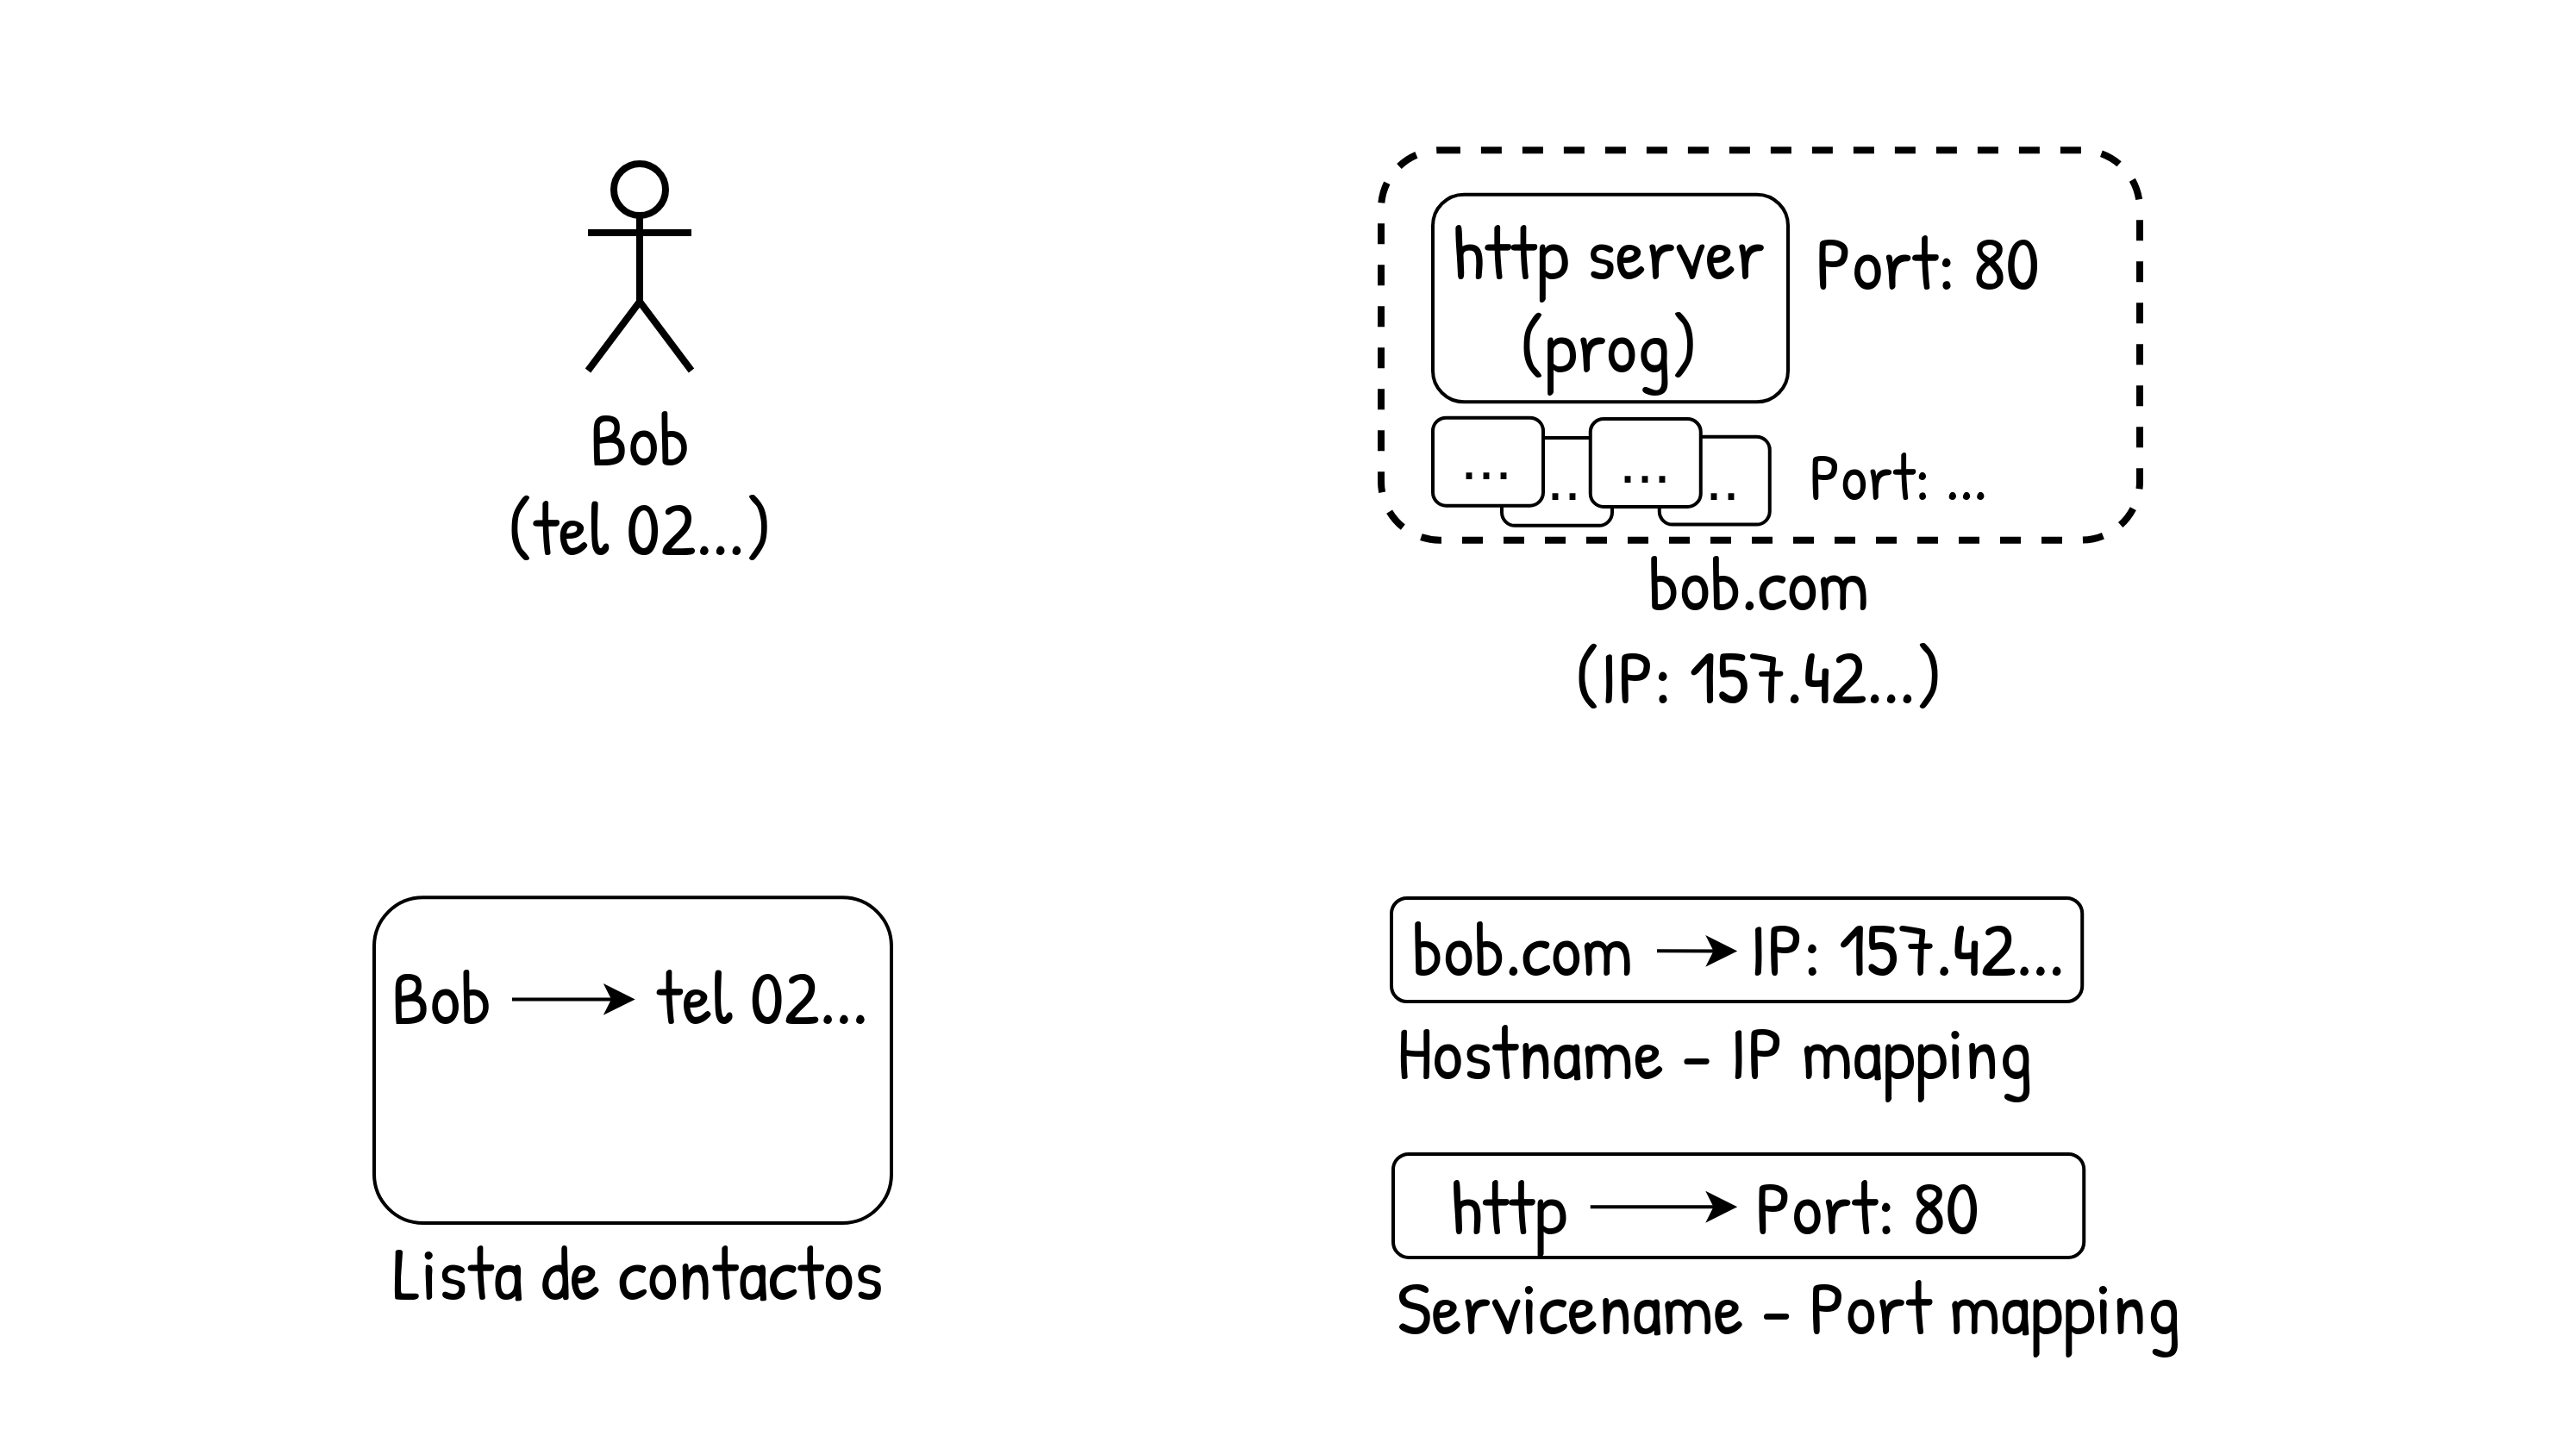 Bob
(tel 02...)
http server
(prog)
Port: 80
...
..
...
..
Port: ...
bob.com
(IP: 157.42...)
Bob → tel 02...
Lista de contactos
bob.com → IP: 157.42...
Hostname - IP mapping
http → Port: 80
Servicename - Port mapping